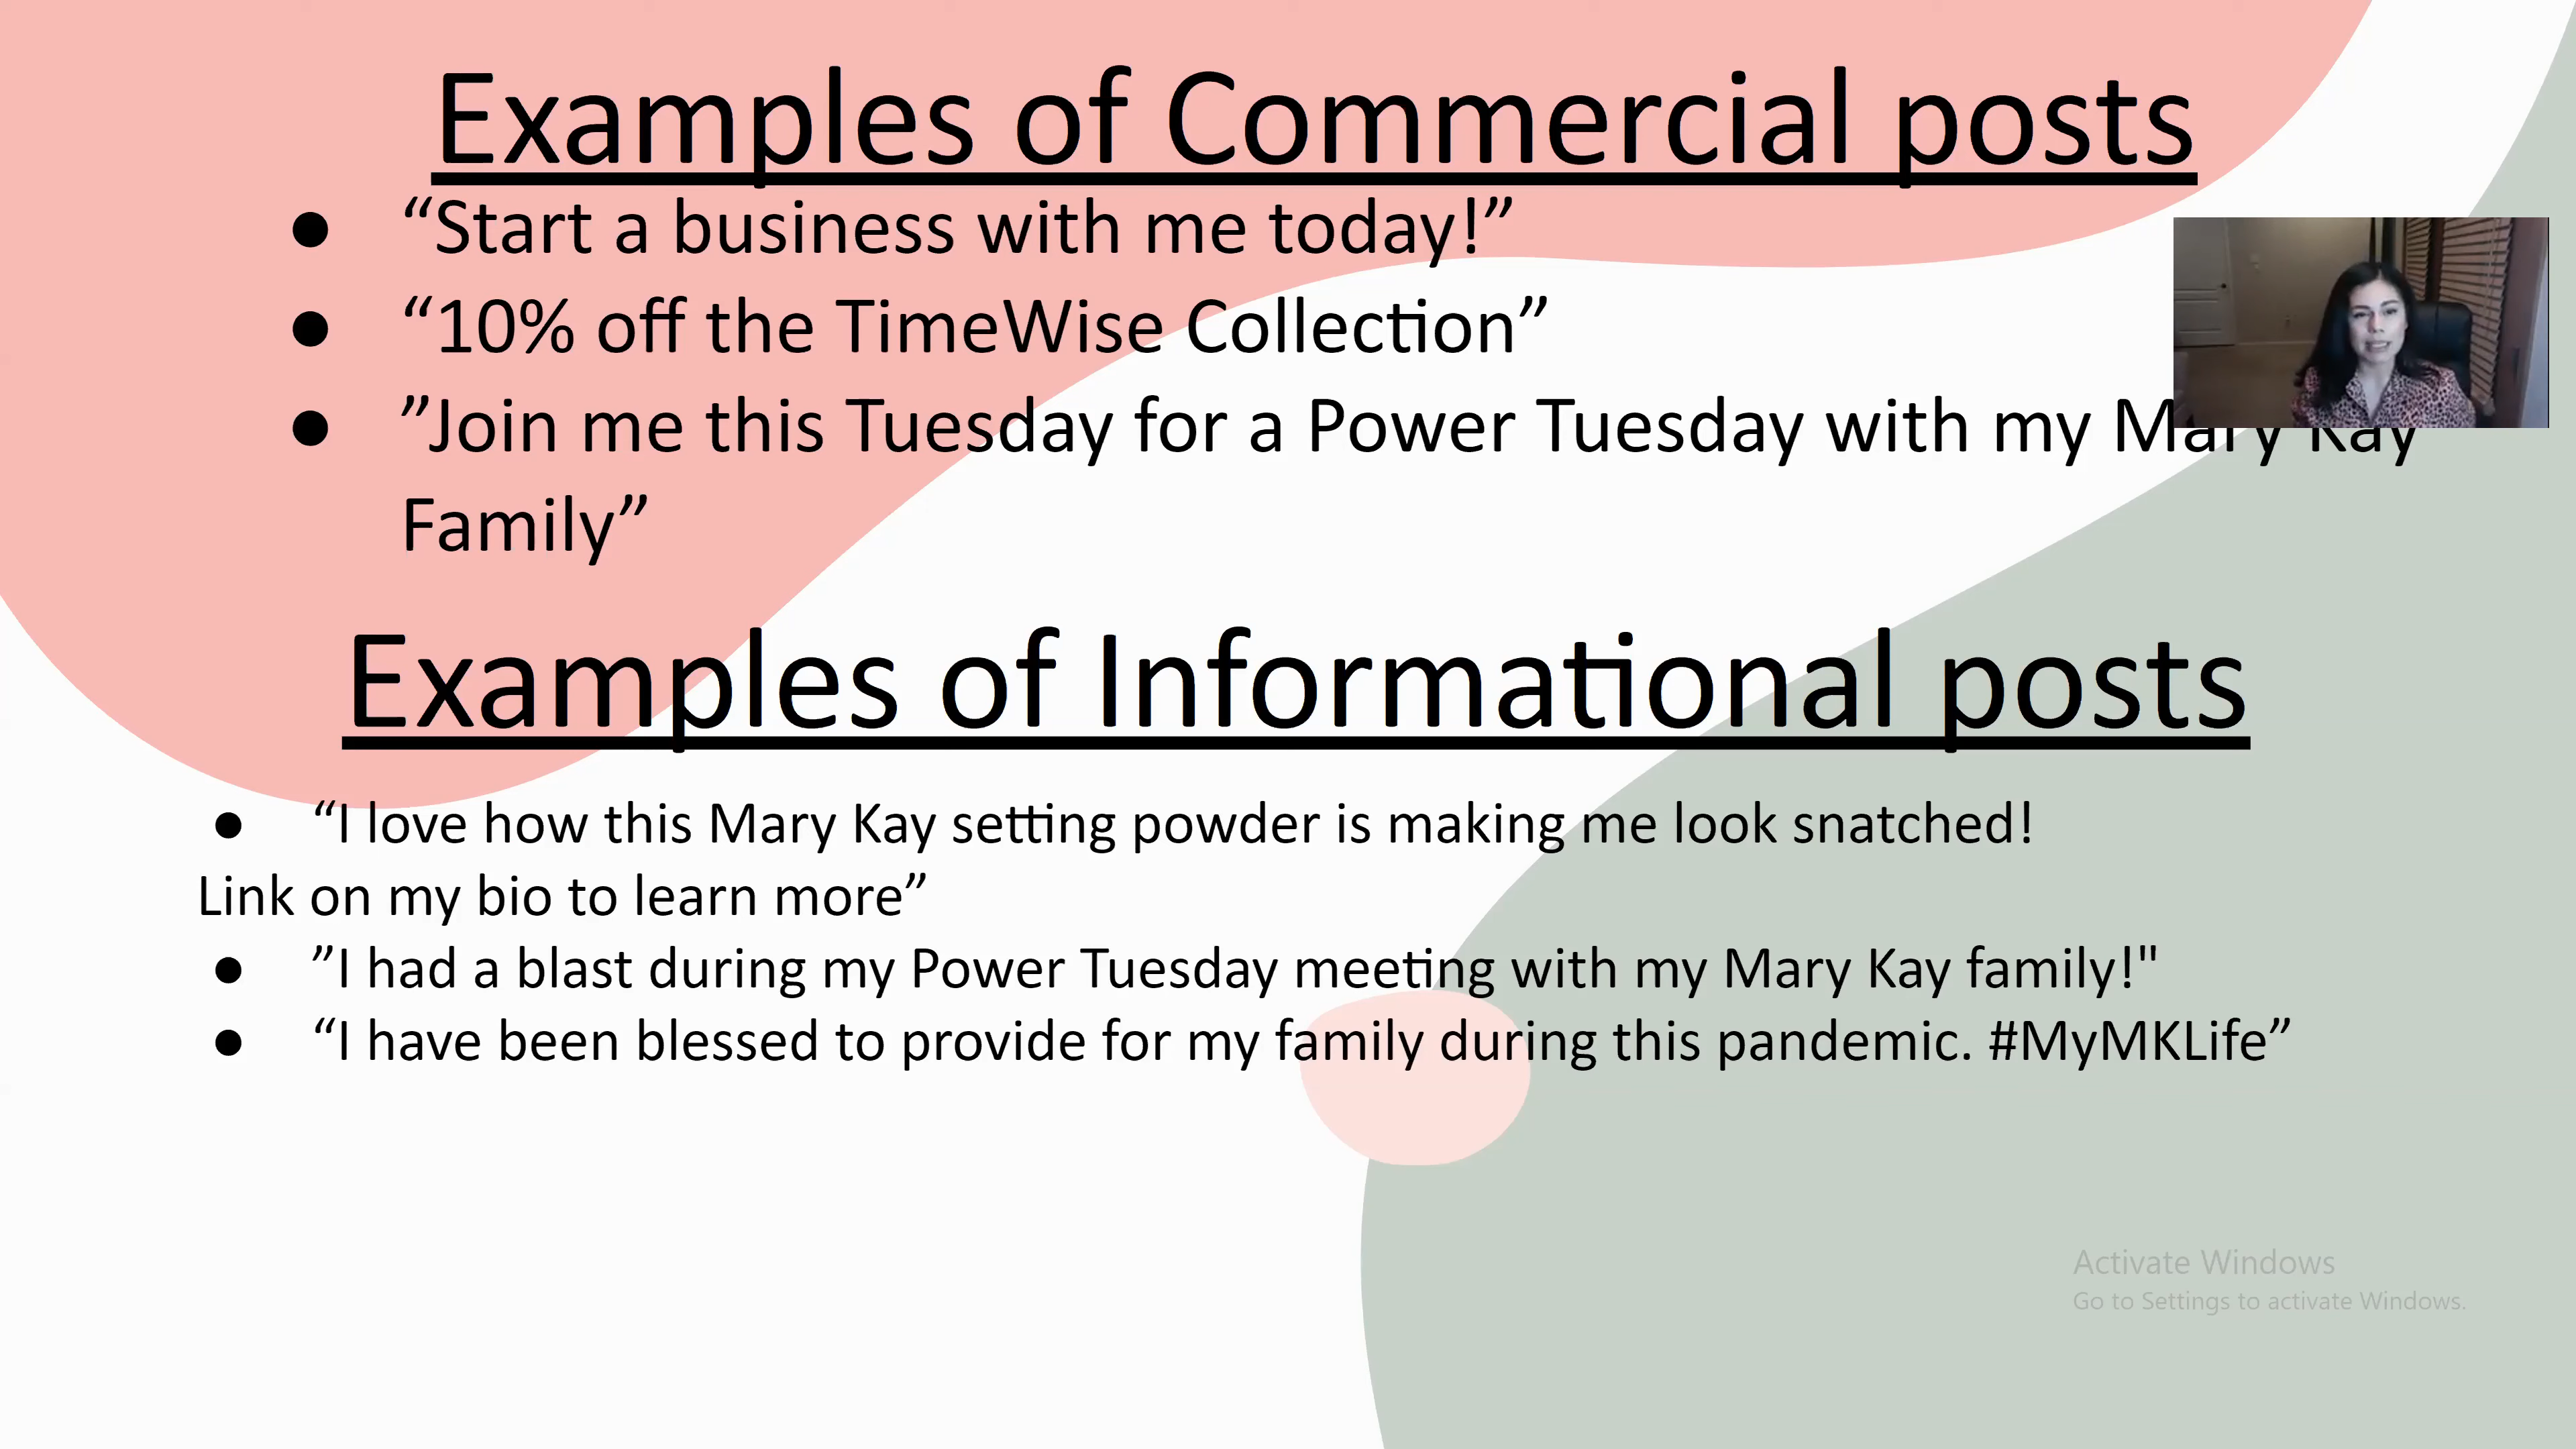 Examples of Commercial posts
● “Start a business with me today!”
● “10% off the TimeWise Collection”
● ”Join me this Tuesday for a Power Tuesday with my Mary Kay
Family”
Examples of Informational posts
● “I love how this Mary Kay setting powder is making me look snatched!
Link on my bio to learn more”
● ”I had a blast during my Power Tuesday meeting with my Mary Kay family!"
● “I have been blessed to provide for my family during this pandemic. #MyMKLife”
Activate Windows
Go to Settings to activate Windows.